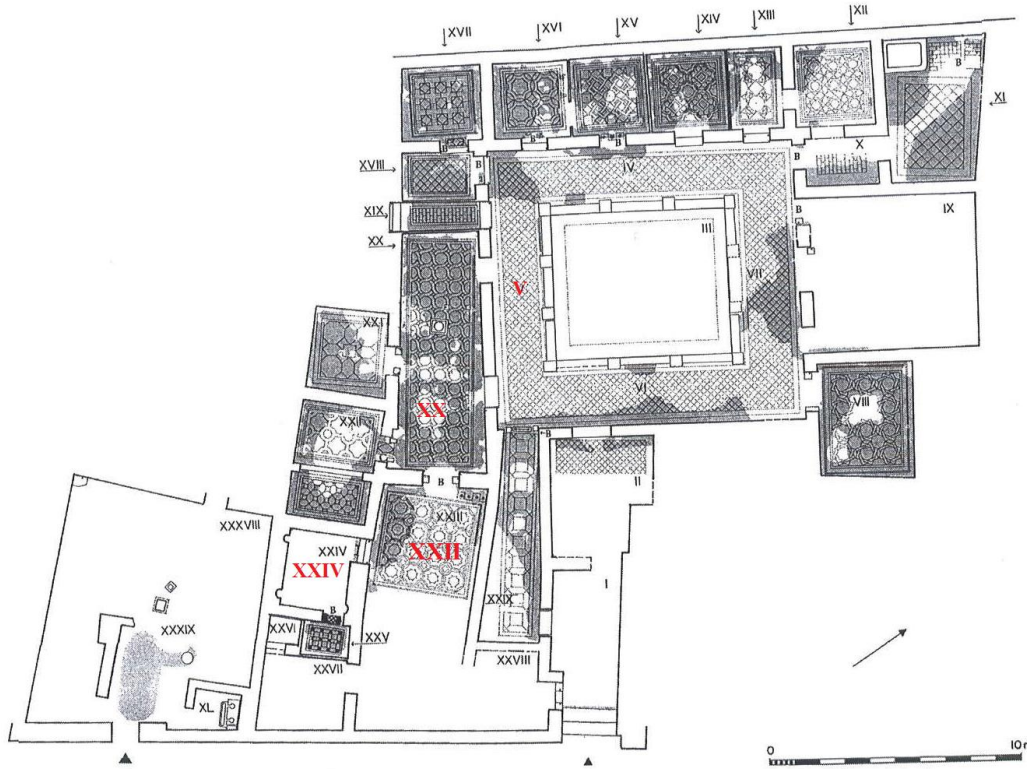 XVII XVI XV XIV XIII XII
B
XI
B B B
X
XVIII B IV B
XIX B IX
XX III
V VII
XXI
VI
XX VIII
XXII B
B II
XXIII
XXXVIII XXIV XXII
XXIV I
XXIX
B
XXXIX XXVI XXV
XXVII XXVIII
XL
0 10